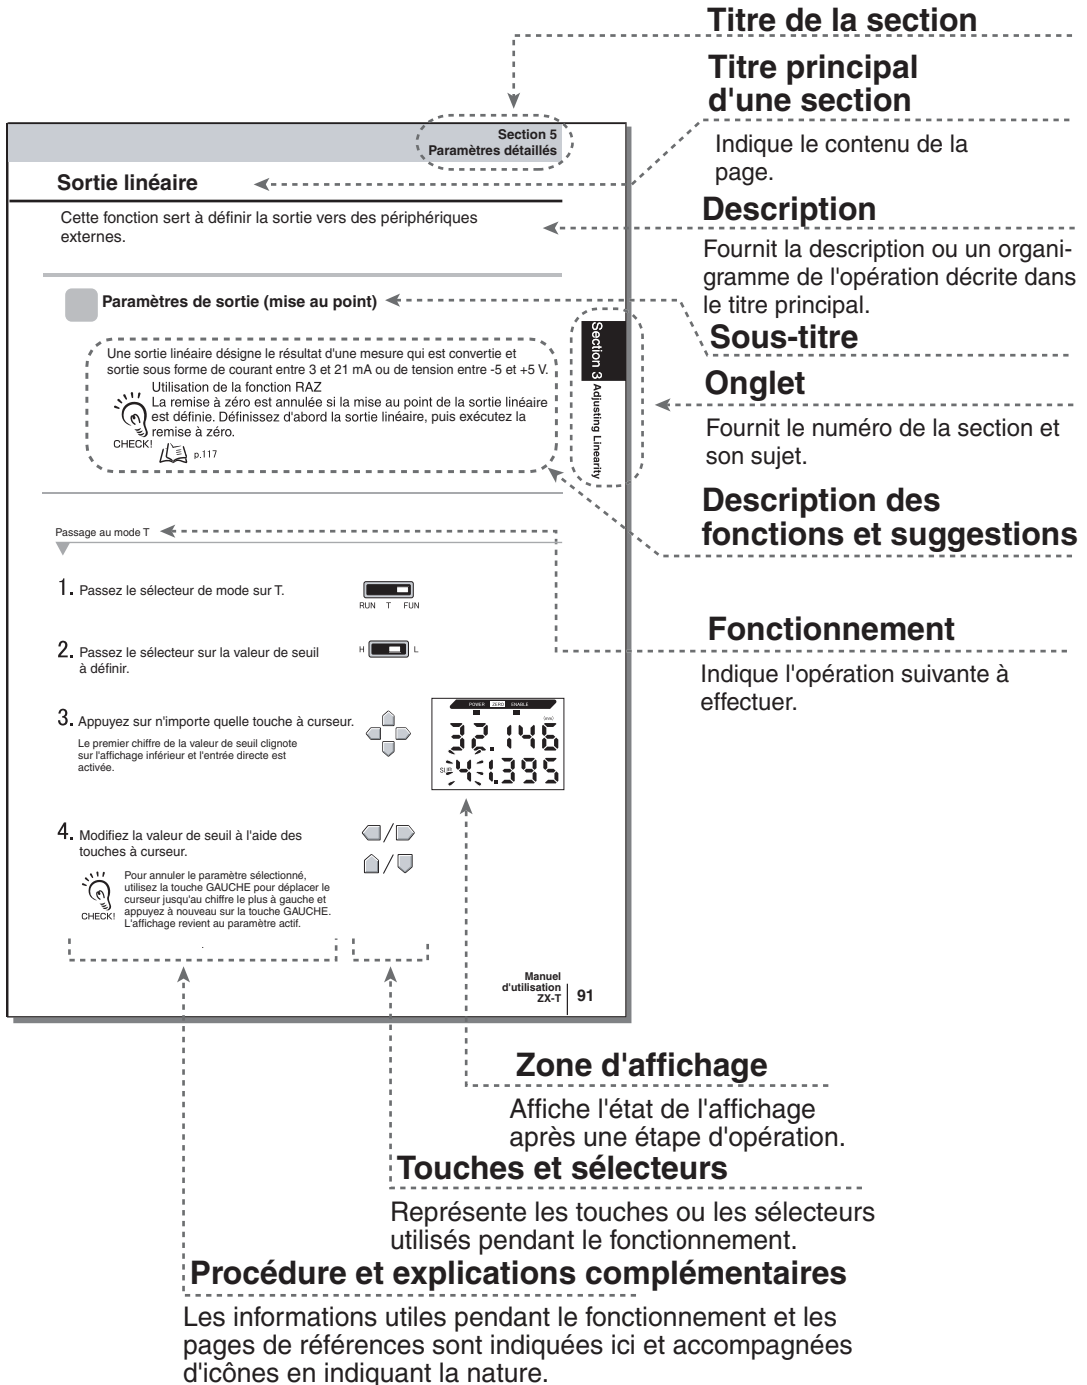 Titre de la section
Titre principal
d'une section
Indique le contenu de la
page.
Description
Fournit la description ou un organi-
gramme de l'opération décrite dans
le titre principal.
Sous-titre
Onglet
Fournit le numéro de la section et
son sujet.
Description des
fonctions et suggestions
Fonctionnement
Indique l'opération suivante à
effectuer.
Section 5
Paramètres détaillés
Sortie linéaire
Cette fonction sert à définir la sortie vers des périphériques
externes.
Paramètres de sortie (mise au point)
Une sortie linéaire désigne le résultat d'une mesure qui est convertie et
sortie sous forme de courant entre 3 et 21 mA ou de tension entre -5 et +5 V.
Utilisation de la fonction RAZ
La remise à zéro est annulée si la mise au point de la sortie linéaire
est définie. Définissez d'abord la sortie linéaire, puis exécutez la
remise à zéro.
CHECK!
p.117
Section 3 Adjusting Linearity
Passage au mode T
1. Passez le sélecteur de mode sur T.
RUN T FUN
2. Passez le sélecteur sur la valeur de seuil
à définir.
H L
3. Appuyez sur n'importe quelle touche à curseur.
Le premier chiffre de la valeur de seuil clignote
sur l'affichage inférieur et l'entrée directe est
activée.
POWER ZERO ENABLE
(mm)
32.146
SUB 41.395
4. Modifiez la valeur de seuil à l'aide des
touches à curseur.
/
/
Pour annuler le paramètre sélectionné,
utilisez la touche GAUCHE pour déplacer le
curseur jusqu'au chiffre le plus à gauche et
appuyez à nouveau sur la touche GAUCHE.
L'affichage revient au paramètre actif.
CHECK!
Manuel
d'utilisation
ZX-T
91
Zone d'affichage
Affiche l'état de l'affichage
après une étape d'opération.
Touches et sélecteurs
Représente les touches ou les sélecteurs
utilisés pendant le fonctionnement.
Procédure et explications complémentaires
Les informations utiles pendant le fonctionnement et les
pages de références sont indiquées ici et accompagnées
d'icônes en indiquant la nature.